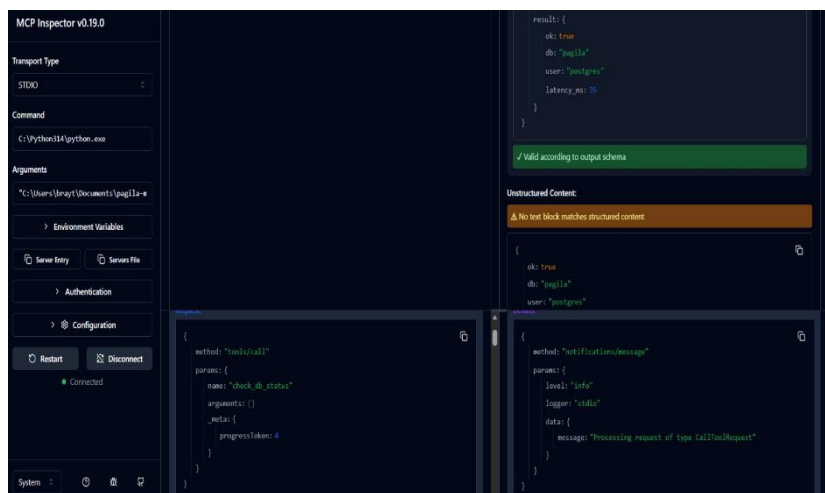 MCP Inspector v0.19.0
Transport Type
STDIO
Command
C:\Python314\python.exe
Arguments
"C:\Users\brayt\Documents\pagila-m
Environment Variables
Server Entry
Servers File
Authentication
Configuration
Restart
Disconnect
Connected
System
result: {
ok: true
db: "pagila"
user: "postgres"
latency_ms: 35
}
}
✓ Valid according to output schema
Unstructured Content:
⚠ No text block matches structured content
{
ok: true
db: "pagila"
user: "postgres"
{
method: "tools/call"
params: {
name: "check_db_status"
arguments: {}
_meta: {
progressToken: 4
}
}
}
{
method: "notifications/message"
params: {
level: "info"
logger: "stdio"
data: {
message: "Processing request of type CallToolRequest"
}
}
}